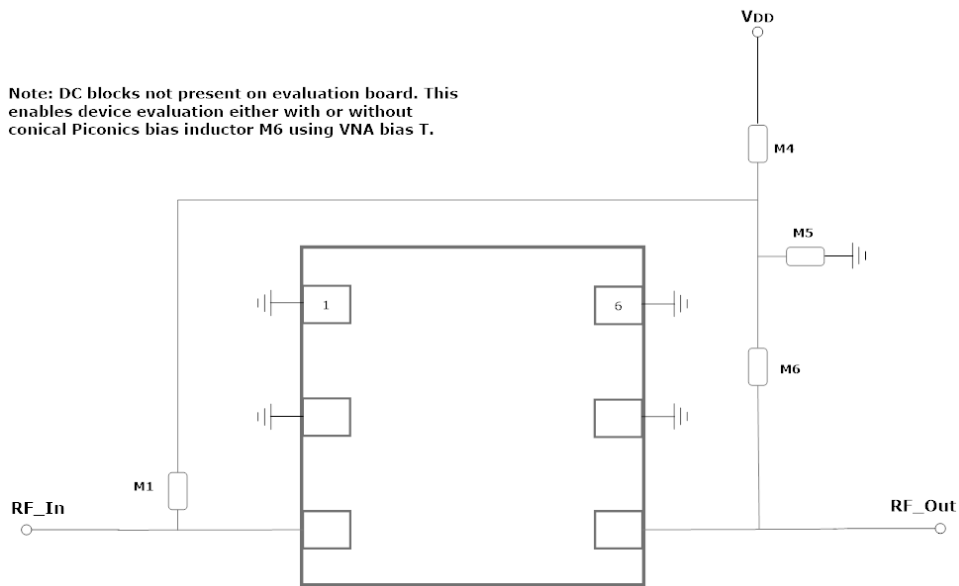 VDD
Note: DC blocks not present on evaluation board. This
enables device evaluation either with or without
conical Piconics bias inductor M6 using VNA bias T.
M4
M5
1
6
M6
M1
RF_In
RF_Out